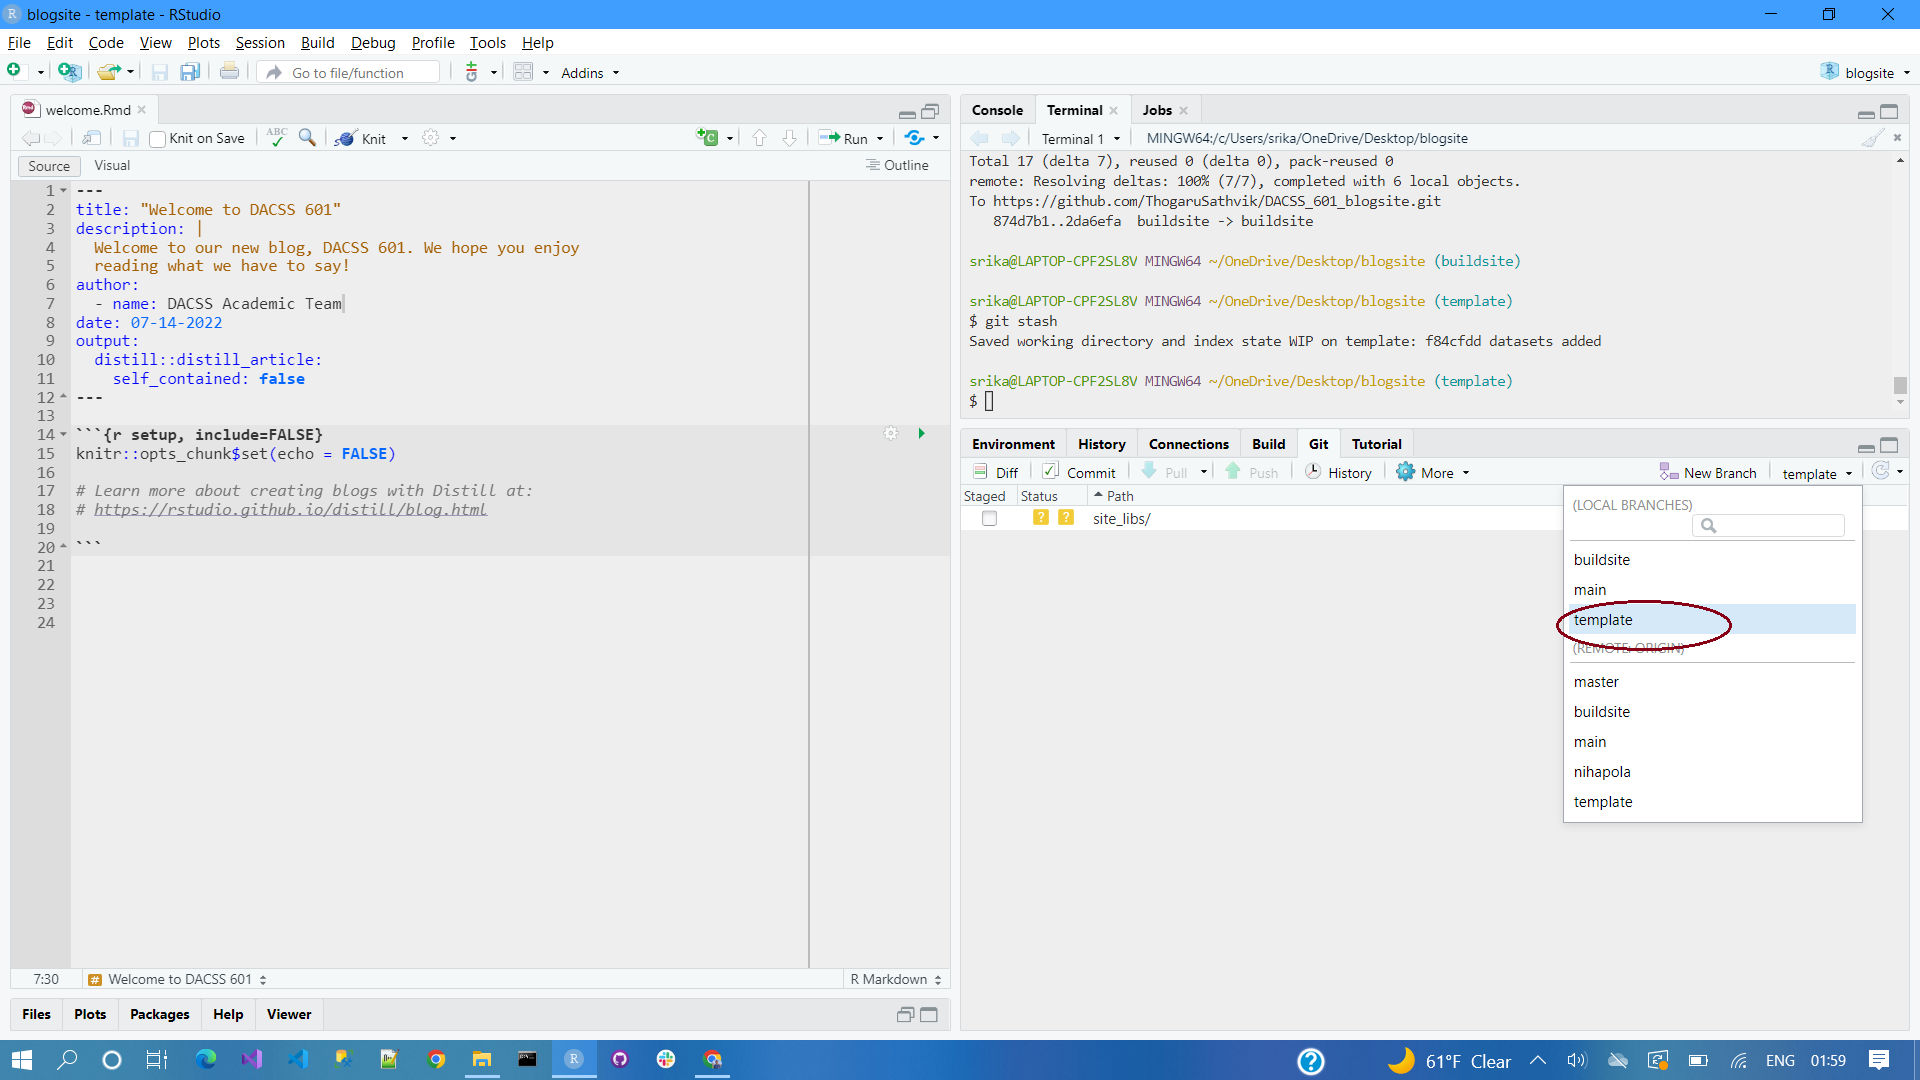 blogsite - template - RStudio
File Edit Code View Plots Session Build Debug Profile Tools Help
Go to file/function Addins blogsite
welcome.Rmd
Knit on Save ABC Knit Run
Source Visual Outline
1 ---
2 title: "Welcome to DACSS 601"
3 description: |
4 Welcome to our new blog, DACSS 601. We hope you enjoy
5 reading what we have to say!
6 author:
7 - name: DACSS Academic Team
8 date: 07-14-2022
9 output:
10 distill::distill_article:
11 self_contained: false
12 ---
13
14 ```{r setup, include=FALSE}
15 knitr::opts_chunk$set(echo = FALSE)
16
17 # Learn more about creating blogs with Distill at:
18 # https://rstudio.github.io/distill/blog.html
19
20 ```
21
22
23
24
7:30 Welcome to DACSS 601 R Markdown
Files Plots Packages Help Viewer
Console Terminal Jobs
Terminal 1 MINGW64:/c/Users/srika/OneDrive/Desktop/blogsite
Total 17 (delta 7), reused 0 (delta 0), pack-reused 0
remote: Resolving deltas: 100% (7/7), completed with 6 local objects.
To https://github.com/ThogaruSathvik/DACSS_601_blogsite.git
874d7b1..2da6efa buildsite -> buildsite
srika@LAPTOP-CPF2SL8V MINGW64 ~/OneDrive/Desktop/blogsite (buildsite)
srika@LAPTOP-CPF2SL8V MINGW64 ~/OneDrive/Desktop/blogsite (template)
$ git stash
Saved working directory and index state WIP on template: f84cfdd datasets added
srika@LAPTOP-CPF2SL8V MINGW64 ~/OneDrive/Desktop/blogsite (template)
$
Environment History Connections Build Git Tutorial
Diff Commit Pull Push History More New Branch template
Staged Status Path
? ? site_libs/
(LOCAL BRANCHES)
buildsite
main
template
(REMOTE: ORIGIN)
master
buildsite
main
nihapola
template
61°F Clear ENG 01:59